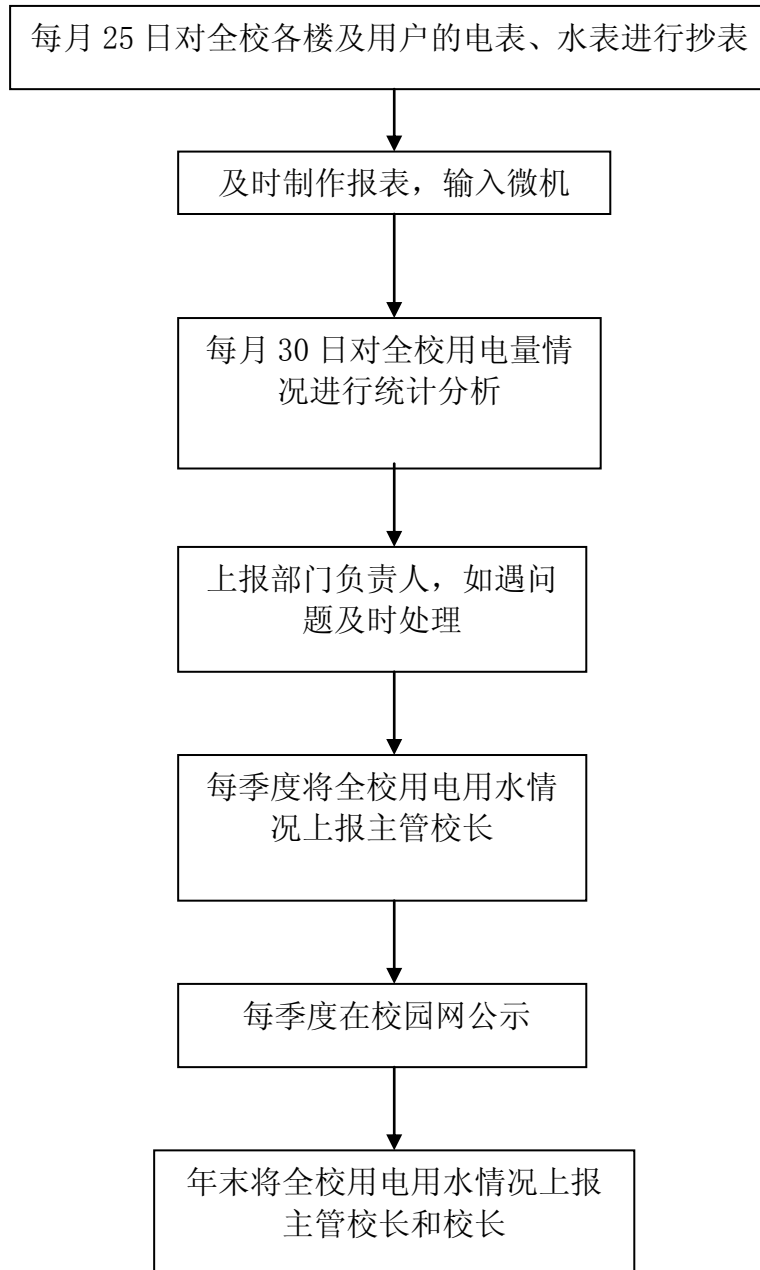 每月 25 日对全校各楼及用户的电表、水表进行抄表
及时制作报表，输入微机
每月 30 日对全校用电量情
况进行统计分析
上报部门负责人，如遇问
题及时处理
每季度将全校用电用水情
况上报主管校长
每季度在校园网公示
年末将全校用电用水情况上报
主管校长和校长